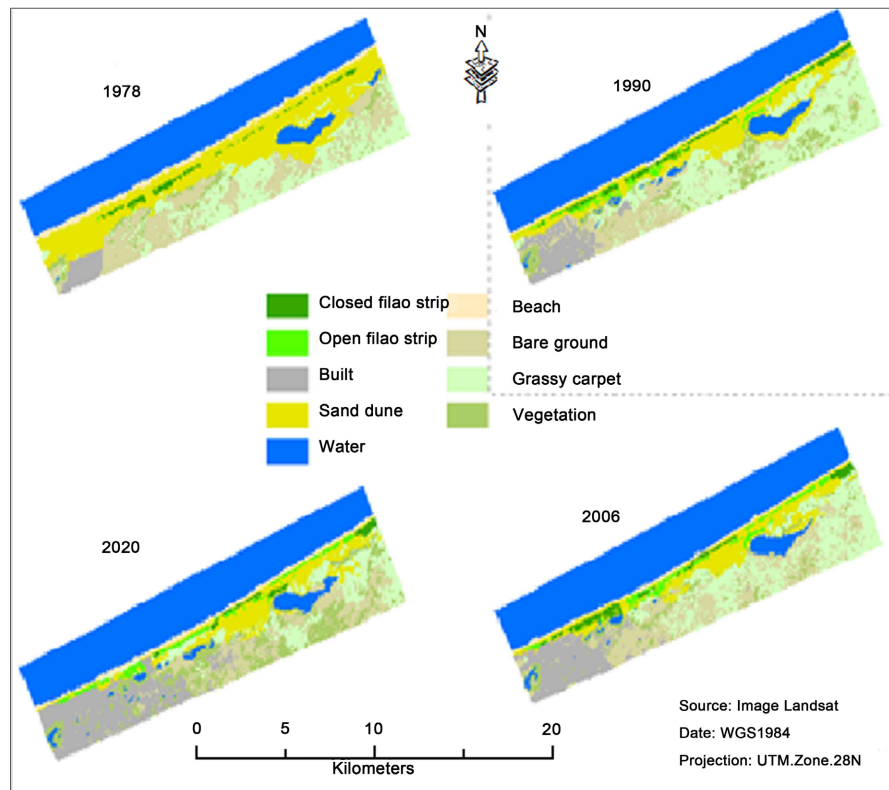 N
1978
1990
Closed filao strip
Open filao strip
Built
Sand dune
Water
Beach
Bare ground
Grassy carpet
Vegetation
2020
2006
0 5 10 20
Kilometers
Source: Image Landsat
Date: WGS1984
Projection: UTM.Zone.28N